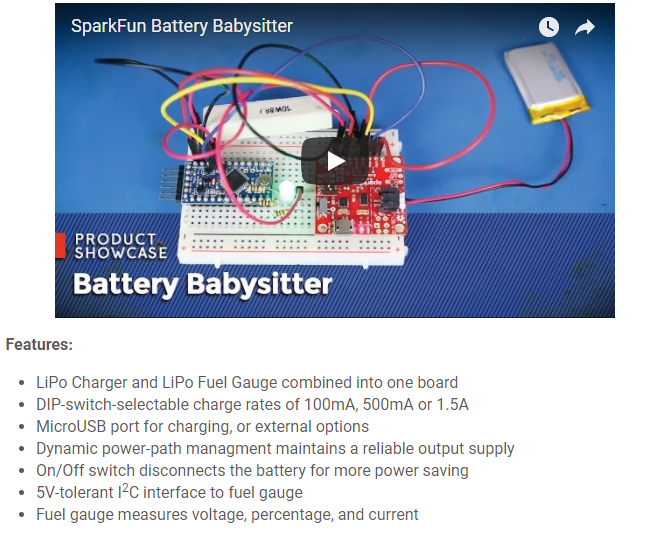 SparkFun Battery Babysitter
10W8RJ
PRODUCT
SHOWCASE
Battery Babysitter
Features:
LiPo Charger and LiPo Fuel Gauge combined into one board
DIP-switch-selectable charge rates of 100mA, 500mA or 1.5A
MicroUSB port for charging, or external options
Dynamic power-path managment maintains a reliable output supply
On/Off switch disconnects the battery for more power saving
5V-tolerant I²C interface to fuel gauge
Fuel gauge measures voltage, percentage, and current